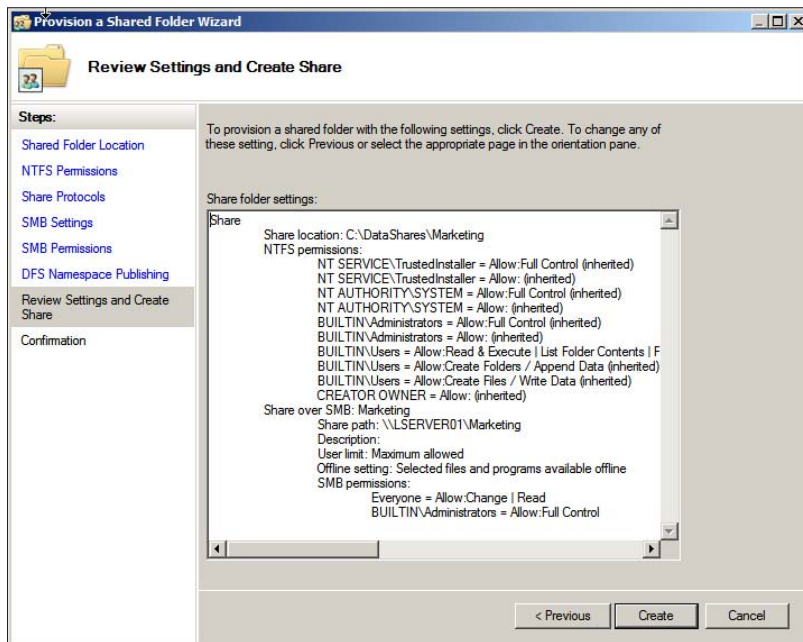 Provision a Shared Folder Wizard
Review Settings and Create Share
Steps:
Shared Folder Location
NTFS Permissions
Share Protocols
SMB Settings
SMB Permissions
DFS Namespace Publishing
Review Settings and Create
Share
Confirmation
To provision a shared folder with the following settings, click Create. To change any of
these setting, click Previous or select the appropriate page in the orientation pane.
Share folder settings:
Share
Share location: C:\DataShares\Marketing
NTFS permissions:
NT SERVICE\TrustedInstaller = Allow:Full Control (inherited)
NT SERVICE\TrustedInstaller = Allow: (inherited)
NT AUTHORITY\SYSTEM = Allow:Full Control (inherited)
NT AUTHORITY\SYSTEM = Allow: (inherited)
BUILTIN\Administrators = Allow:Full Control (inherited)
BUILTIN\Administrators = Allow: (inherited)
BUILTIN\Users = Allow:Read & Execute | List Folder Contents |
BUILTIN\Users = Allow:Create Folders / Append Data (inherited)
BUILTIN\Users = Allow:Create Files / Write Data (inherited)
CREATOR OWNER = Allow: (inherited)
Share over SMB: Marketing
Share path: \\LSERVER01\Marketing
Description:
User limit: Maximum allowed
Offline setting: Selected files and programs available offline
SMB permissions:
Everyone = Allow:Change | Read
BUILTIN\Administrators = Allow:Full Control
< Previous
Create
Cancel